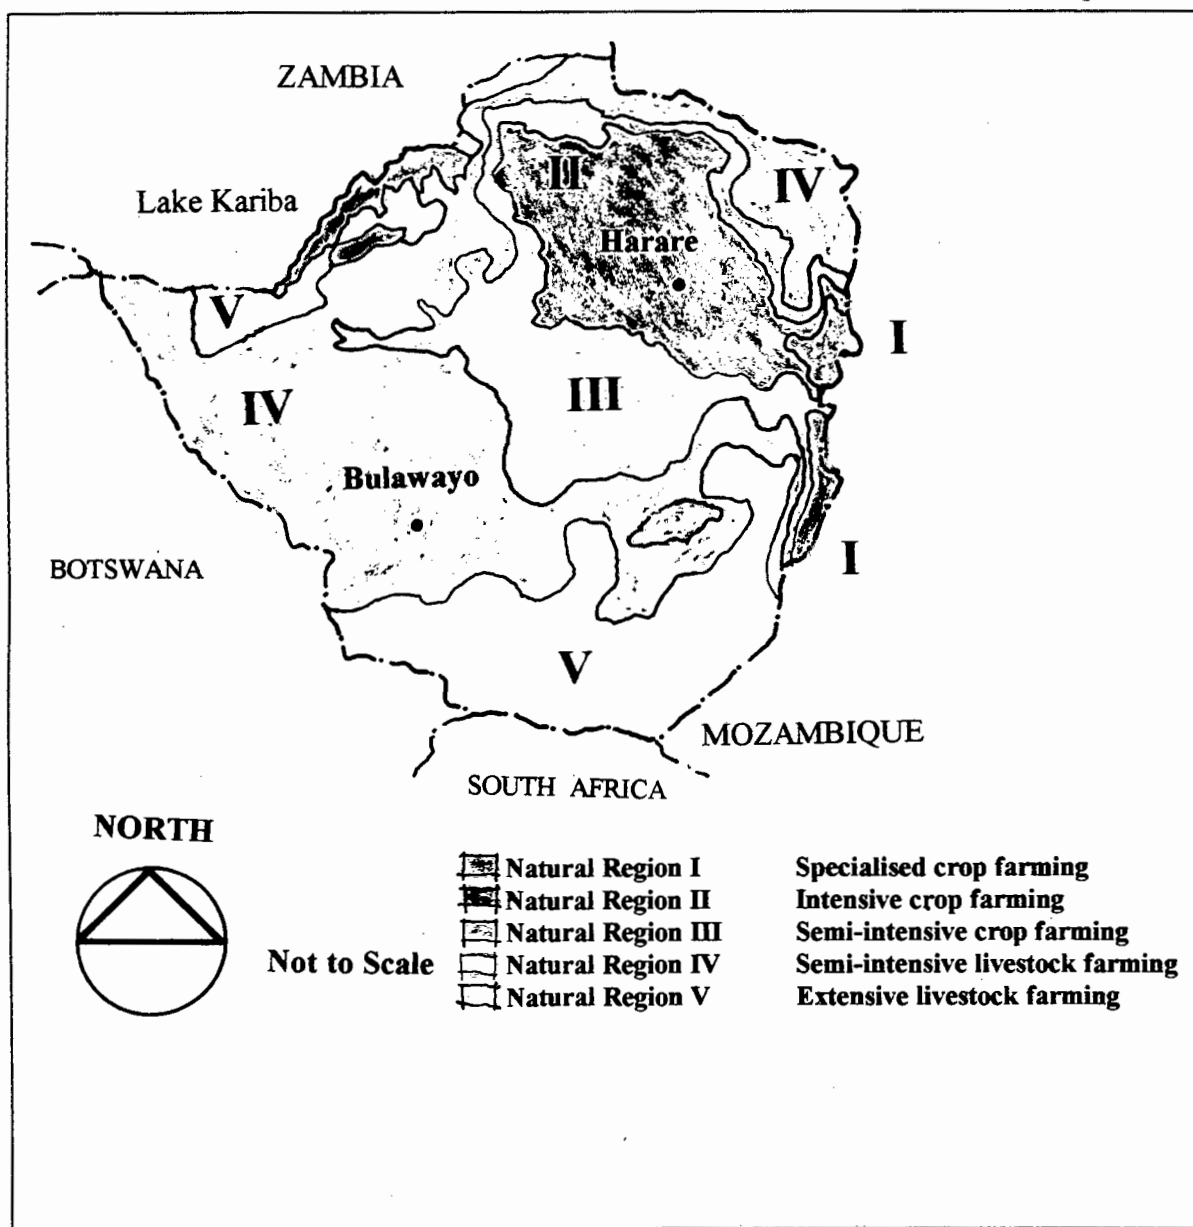 ZAMBIA
II
IV
Lake Kariba
Harare
V
I
III
IV
Bulawayo
BOTSWANA
I
V
MOZAMBIQUE
SOUTH AFRICA
NORTH
Natural Region I Specialised crop farming
Natural Region II Intensive crop farming
Natural Region III Semi-intensive crop farming
Not to Scale Natural Region IV Semi-intensive livestock farming
Natural Region V Extensive livestock farming